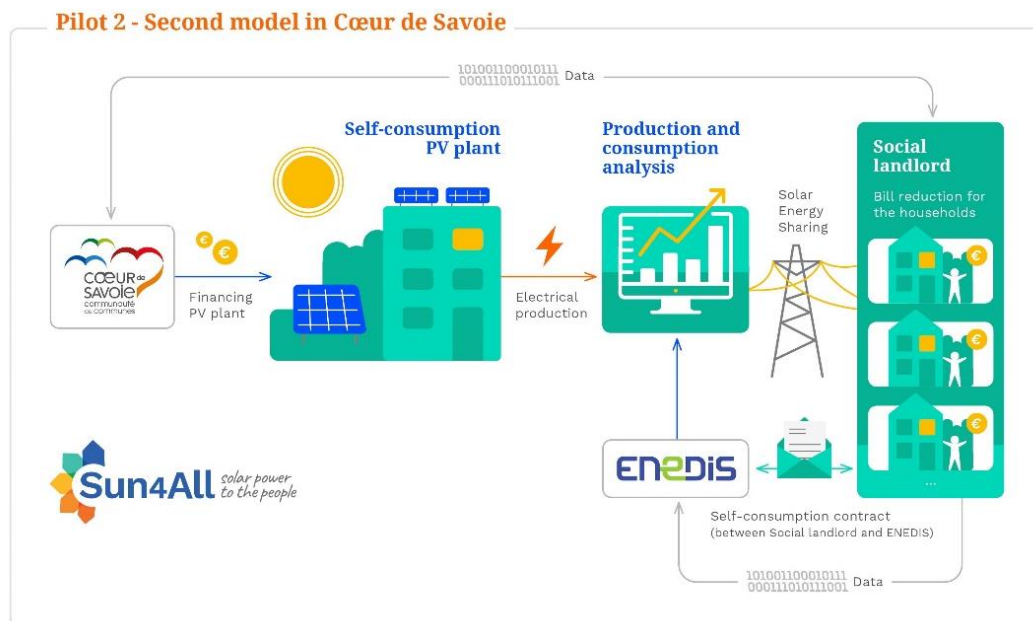 Pilot 2 - Second model in Cœur de Savoie
101001100010111
000111010111001
Data
Self-consumption
PV plant
Production and
consumption
analysis
Social
landlord
Bill reduction for
the households
Solar
Energy
Sharing
CŒUR de
SAVOIE
communauté
de communes
€
€
Financing
PV plant
Electrical
production
€
€
€
...
Sun4All
solar power
to the people
ENEDIS
Self-consumption contract
(between Social landlord and ENEDIS)
101001100010111
000111010111001
Data